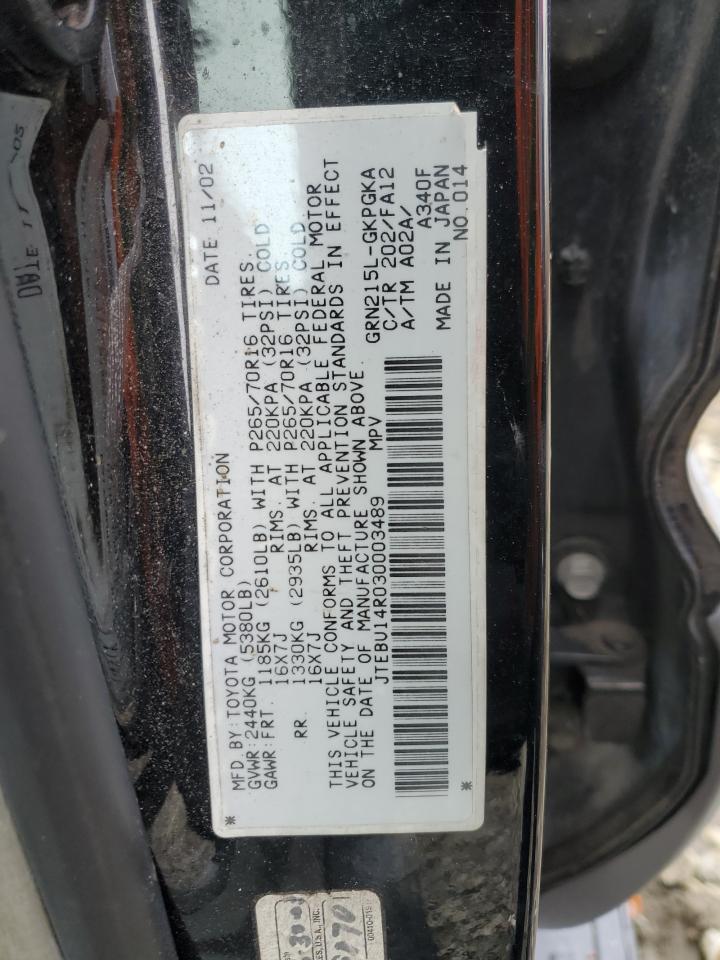 MFD. BY: TOYOTA MOTOR CORPORATION DATE 11/02
GVWR: 2440KG (5380LB)
GAWR: FRT. 1185KG (2610LB) WITH P265/70R16 TIRES.
16X7J RIMS. AT 220KPA (32PSI) COLD
RR. 1330KG (2935LB) WITH P265/70R16 TIRES.
16X7J RIMS. AT 220KPA (32PSI) COLD.
THIS VEHICLE CONFORMS TO ALL APPLICABLE FEDERAL MOTOR
VEHICLE SAFETY AND THEFT PREVENTION STANDARDS IN EFFECT
ON THE DATE OF MANUFACTURE SHOWN ABOVE.
JTEBU14R030003489 MPV
GRN215L-GKPGKA
C/TR 202/FA12
A/TM A02A/
A340F
MADE IN JAPAN
NO.014
*
*
ES, U.S.A., INC.